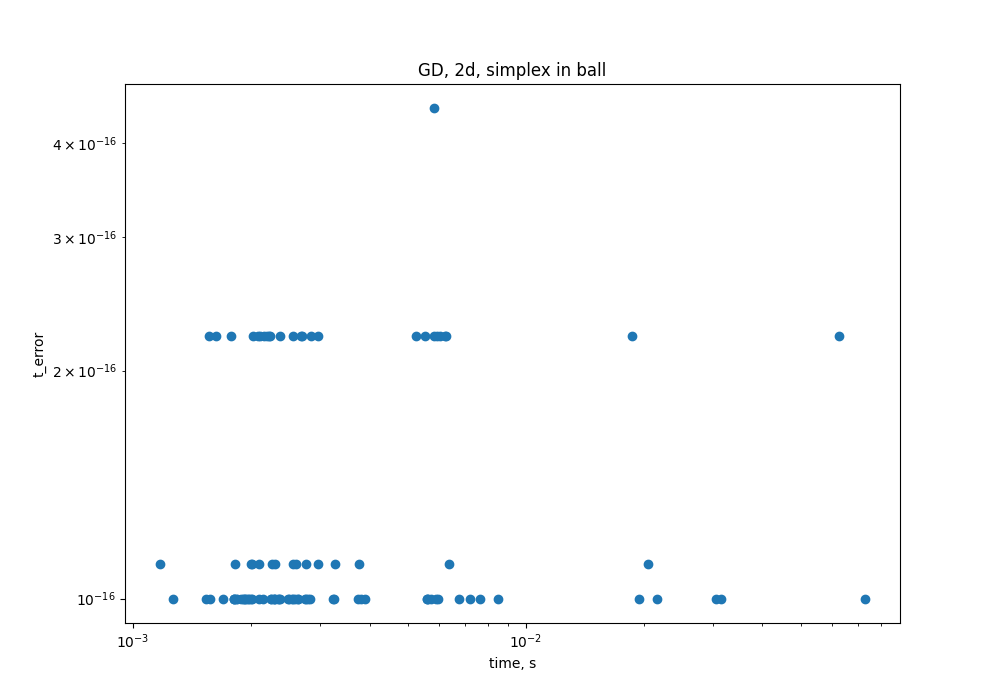 GD, 2d, simplex in ball
t_error
4 × 10⁻¹⁶
3 × 10⁻¹⁶
2 × 10⁻¹⁶
10⁻¹⁶
10⁻³
10⁻²
time, s